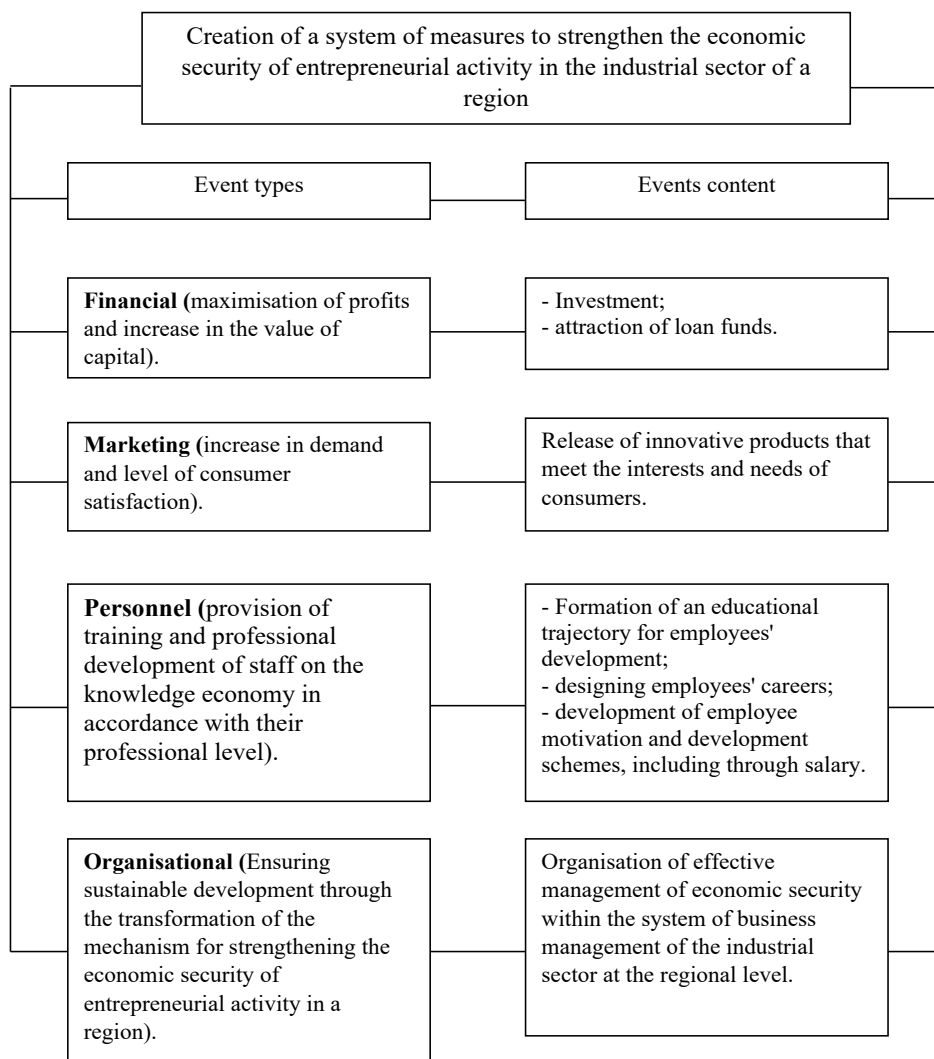 Creation of a system of measures to strengthen the economic
security of entrepreneurial activity in the industrial sector of a
region
Event types
Events content
Financial (maximisation of profits
and increase in the value of
capital).
- Investment;
- attraction of loan funds.
Marketing (increase in demand
and level of consumer
satisfaction).
Release of innovative products that
meet the interests and needs of
consumers.
Personnel (provision of
training and professional
development of staff on the
knowledge economy in
accordance with their
professional level).
- Formation of an educational
trajectory for employees'
development;
- designing employees' careers;
- development of employee
motivation and development
schemes, including through salary.
Organisational (Ensuring
sustainable development through
the transformation of the
mechanism for strengthening the
economic security of
entrepreneurial activity in a
region).
Organisation of effective
management of economic security
within the system of business
management of the industrial
sector at the regional level.